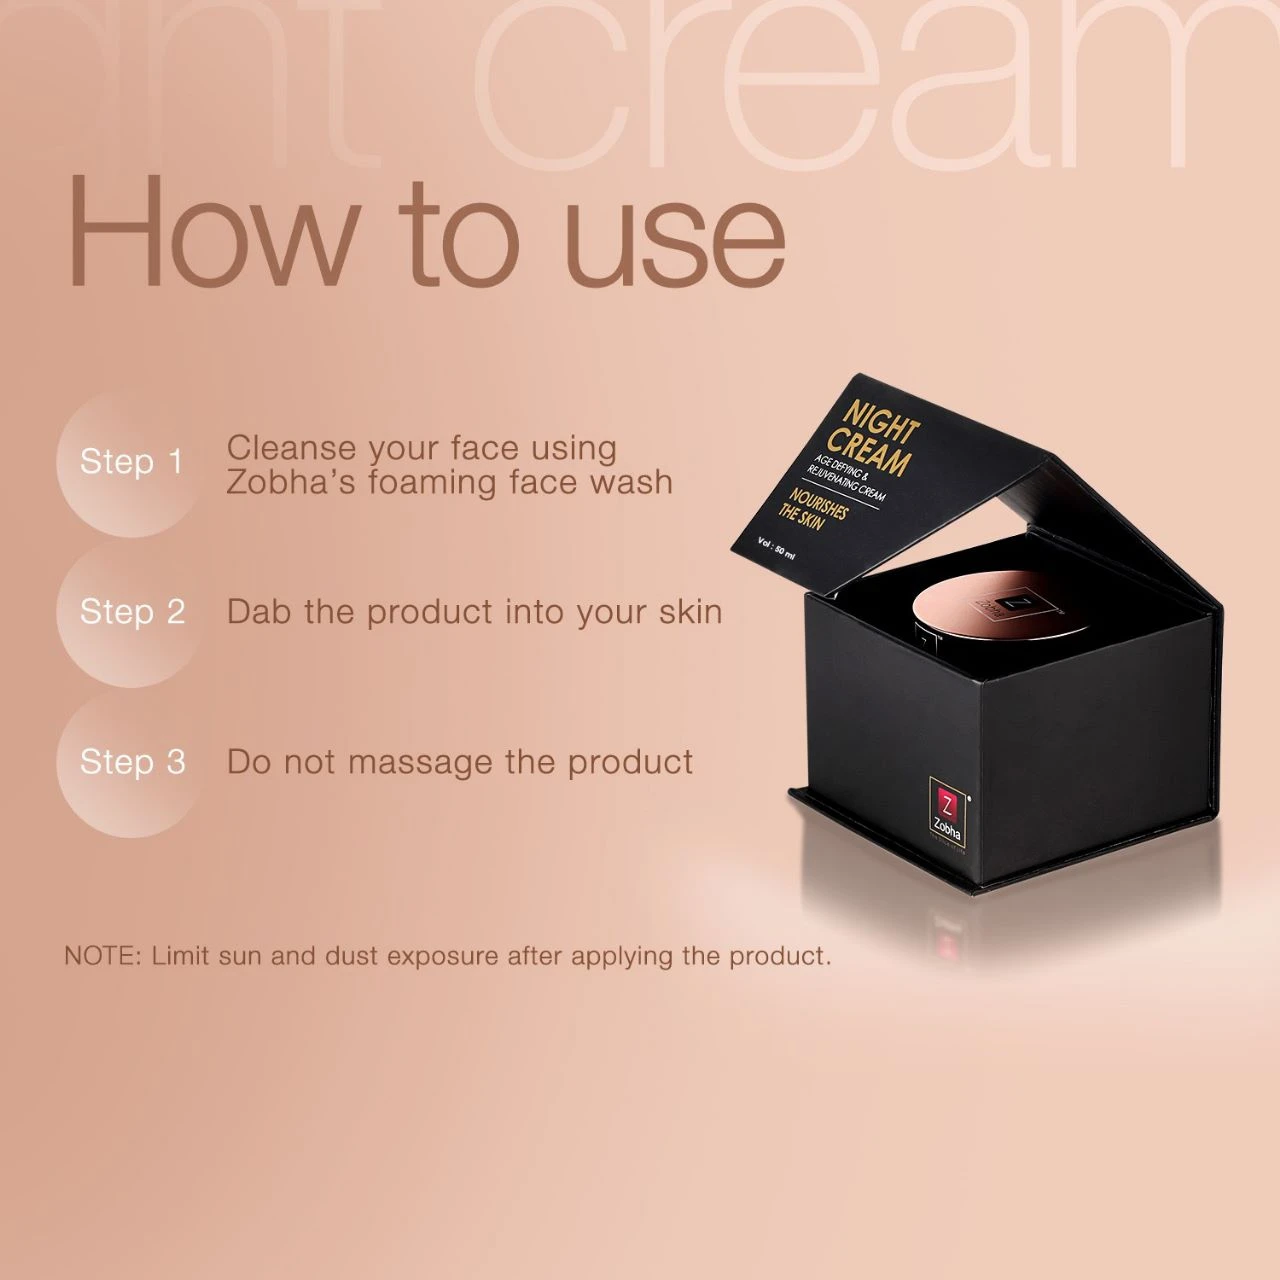 ght cream
How to use
Step 1
Cleanse your face using
Zobha’s foaming face wash
Step 2
Dab the product into your skin
Step 3
Do not massage the product
NOTE: Limit sun and dust exposure after applying the product.
NIGHT
CREAM
AGE DEFYING &
REJUVENATING CREAM
NOURISHES
THE SKIN
Vol : 50 ml
Z
Zobha
Z
Z
Zobha